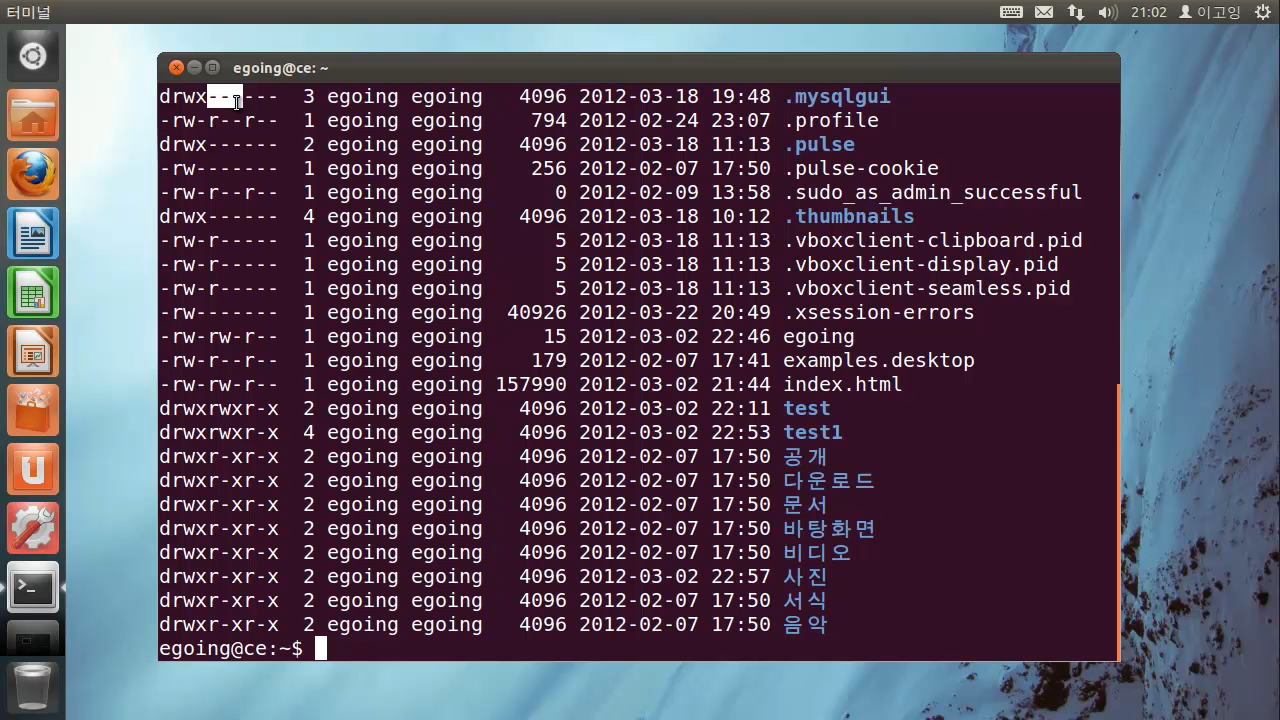 터미널 21:02 이고잉
egoing@ce: ~
drwx------ 3 egoing egoing 4096 2012-03-18 19:48 .mysqlgui
-rw-r--r-- 1 egoing egoing 794 2012-02-24 23:07 .profile
drwx------ 2 egoing egoing 4096 2012-03-18 11:13 .pulse
-rw------- 1 egoing egoing 256 2012-02-07 17:50 .pulse-cookie
-rw-r--r-- 1 egoing egoing 0 2012-02-09 13:58 .sudo_as_admin_successful
drwx------ 4 egoing egoing 4096 2012-03-18 10:12 .thumbnails
-rw-r----- 1 egoing egoing 5 2012-03-18 11:13 .vboxclient-clipboard.pid
-rw-r----- 1 egoing egoing 5 2012-03-18 11:13 .vboxclient-display.pid
-rw-r----- 1 egoing egoing 5 2012-03-18 11:13 .vboxclient-seamless.pid
-rw------- 1 egoing egoing 40926 2012-03-22 20:49 .xsession-errors
-rw-rw-r-- 1 egoing egoing 15 2012-03-02 22:46 egoing
-rw-r--r-- 1 egoing egoing 179 2012-02-07 17:41 examples.desktop
-rw-rw-r-- 1 egoing egoing 157990 2012-03-02 21:44 index.html
drwxrwxr-x 2 egoing egoing 4096 2012-03-02 22:11 test
drwxrwxr-x 4 egoing egoing 4096 2012-03-02 22:53 test1
drwxr-xr-x 2 egoing egoing 4096 2012-02-07 17:50 공개
drwxr-xr-x 2 egoing egoing 4096 2012-02-07 17:50 다운로드
drwxr-xr-x 2 egoing egoing 4096 2012-02-07 17:50 문서
drwxr-xr-x 2 egoing egoing 4096 2012-02-07 17:50 바탕화면
drwxr-xr-x 2 egoing egoing 4096 2012-02-07 17:50 비디오
drwxr-xr-x 2 egoing egoing 4096 2012-03-02 22:57 사진
drwxr-xr-x 2 egoing egoing 4096 2012-02-07 17:50 서식
drwxr-xr-x 2 egoing egoing 4096 2012-02-07 17:50 음악
egoing@ce:~$